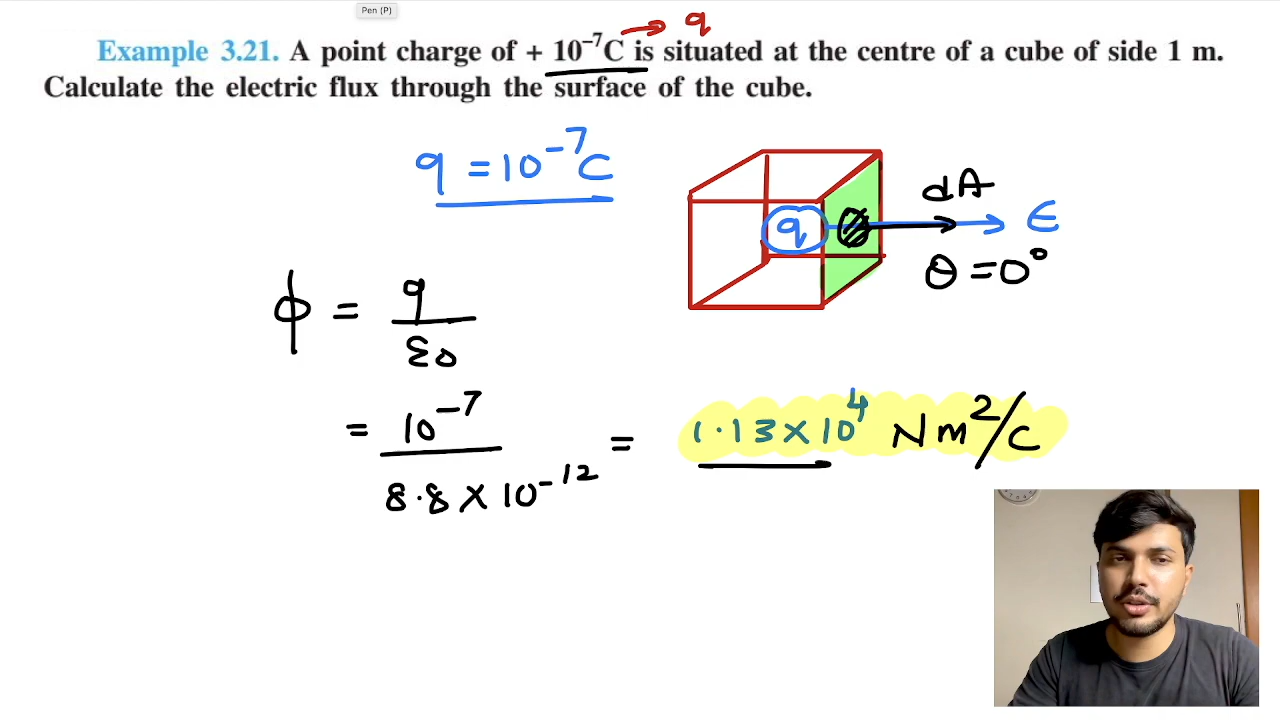 Pen (P)
→ q
Example 3.21. A point charge of + 10⁻⁷C is situated at the centre of a cube of side 1 m.
Calculate the electric flux through the surface of the cube.
q = 10⁻⁷C
dA
q
E
θ = 0°
ϕ = q/ε0
= 10⁻⁷/8.8 × 10⁻¹² = 1.13 × 10⁴ Nm²/C